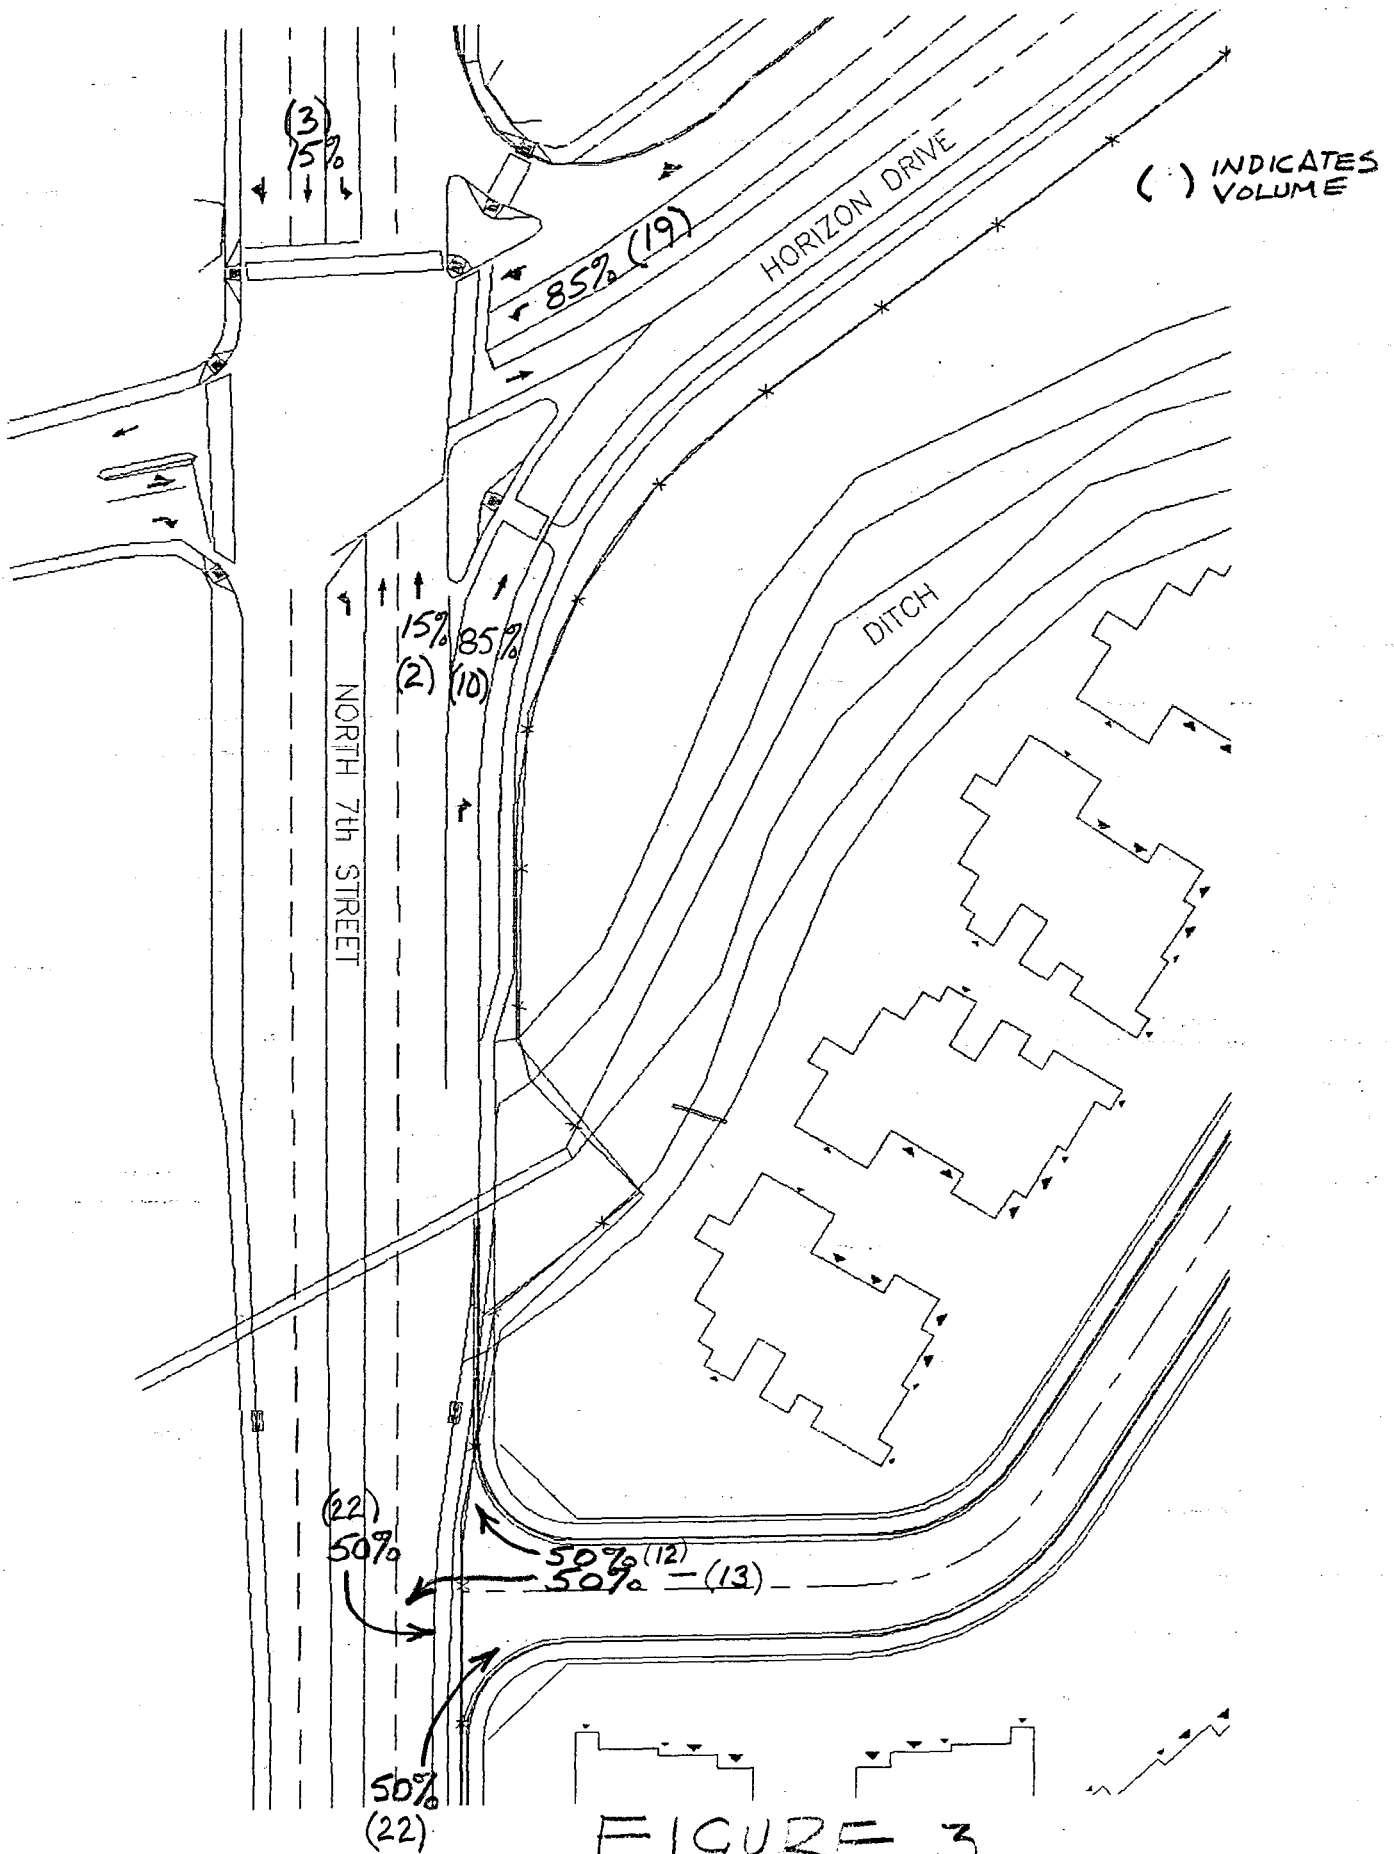 (3)
15%
( ) INDICATES
VOLUME
HORIZON DRIVE
85% (19)
DITCH
15% 85%
(2) (10)
NORTH 7th STREET
(22)
50%
50% (12)
50% - (13)
50%
(22)
FIGURE 3